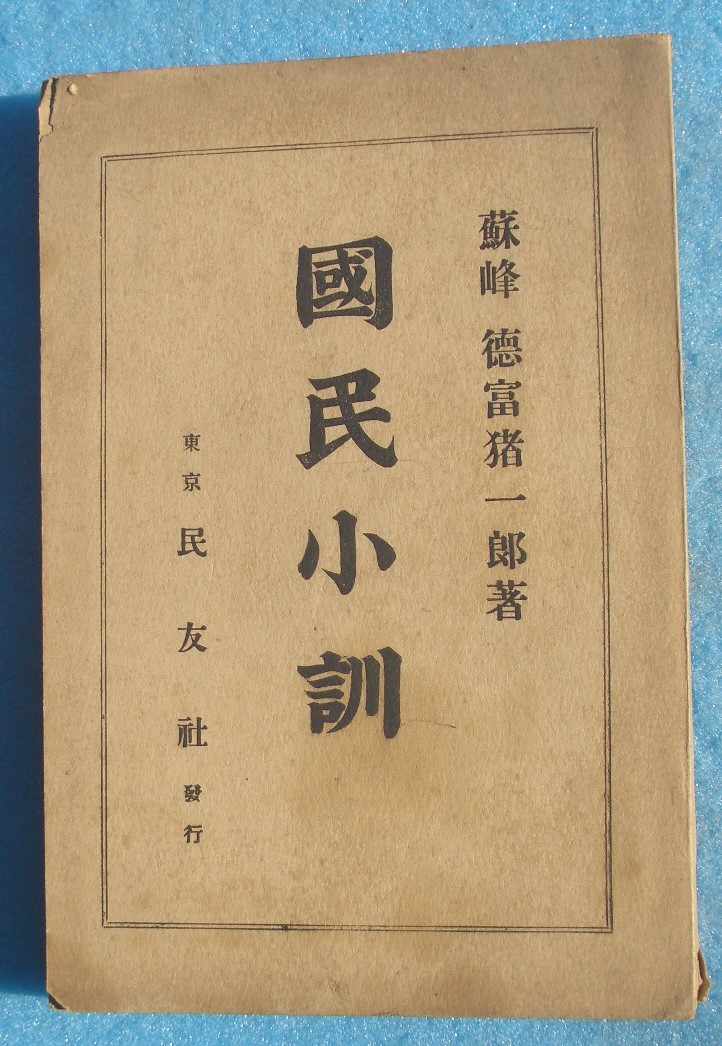 蘇峰 德富猪一郎著
國民小訓
東京 民友社發行